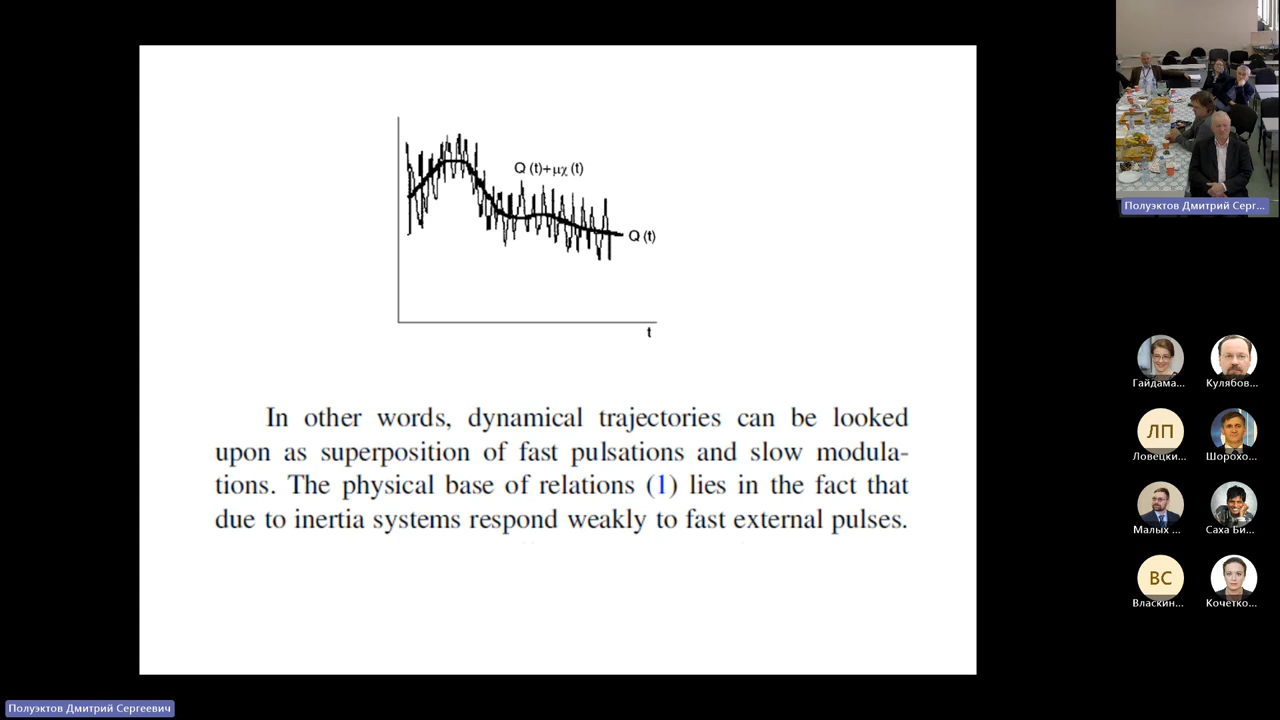 Q (t)+μχ (t)
Q (t)
t
In other words, dynamical trajectories can be looked
upon as superposition of fast pulsations and slow modula-
tions. The physical base of relations (1) lies in the fact that
due to inertia systems respond weakly to fast external pulses.
Полуэктов Дмитрий Серг...
Гайдама...
Кулябов...
ЛП
Ловецки...
Шорохо...
Малых ...
Саха Би...
ВС
Власкин...
Кочетко...
Полуэктов Дмитрий Сергеевич